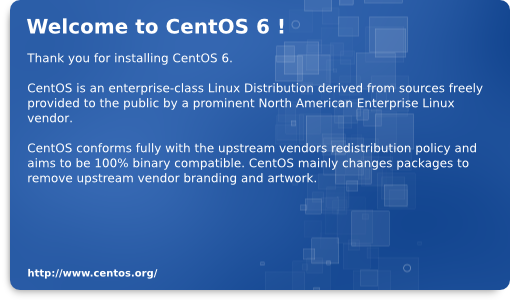 Welcome to CentOS 6 !
Thank you for installing CentOS 6.
CentOS is an enterprise-class Linux Distribution derived from sources freely
provided to the public by a prominent North American Enterprise Linux
vendor.
CentOS conforms fully with the upstream vendors redistribution policy and
aims to be 100% binary compatible. CentOS mainly changes packages to
remove upstream vendor branding and artwork.
http://www.centos.org/